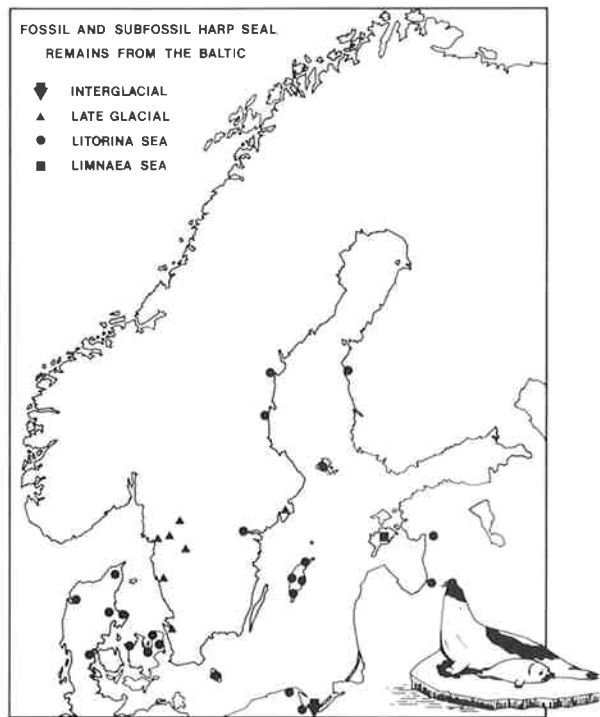 FOSSIL AND SUBFOSSIL HARP SEAL
REMAINS FROM THE BALTIC
INTERGLACIAL
LATE GLACIAL
LITORINA SEA
LIMNAEA SEA